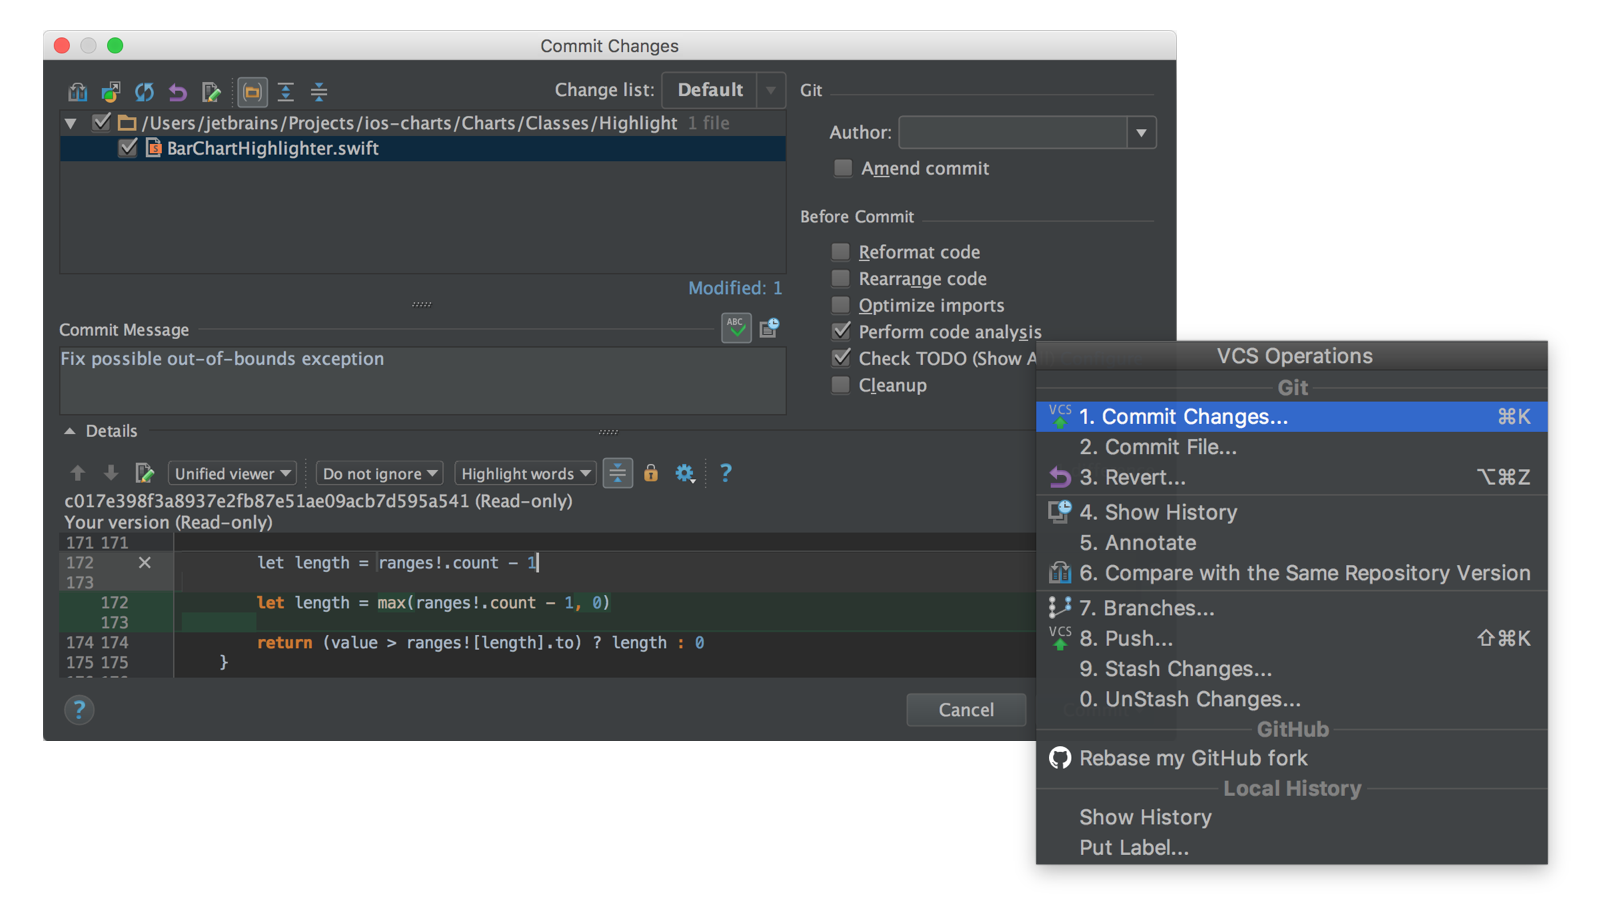 Commit Changes
Change list: Default
/Users/jetbrains/Projects/ios-charts/Charts/Classes/Highlight 1 file
BarChartHighlighter.swift
Modified: 1
Commit Message
ABC
Fix possible out-of-bounds exception
Git
Author:
Amend commit
Before Commit
Reformat code
Rearrange code
Optimize imports
Perform code analysis
Check TODO (Show A
Cleanup
Details
Unified viewer Do not ignore Highlight words ?
c017e398f3a8937e2fb87e51ae09acb7d595a541 (Read-only)
Your version (Read-only)
171 171
172 let length = ranges!.count - 1
173
172 let length = max(ranges!.count - 1, 0)
173
174 174 return (value > ranges![length].to) ? length : 0
175 175 }
? Cancel
VCS Operations
Git
VCS 1. Commit Changes... ⌘K
2. Commit File...
3. Revert... ⌥⌘Z
4. Show History
5. Annotate
6. Compare with the Same Repository Version
7. Branches...
VCS 8. Push... ⇧⌘K
9. Stash Changes...
0. UnStash Changes...
GitHub
Rebase my GitHub fork
Local History
Show History
Put Label...